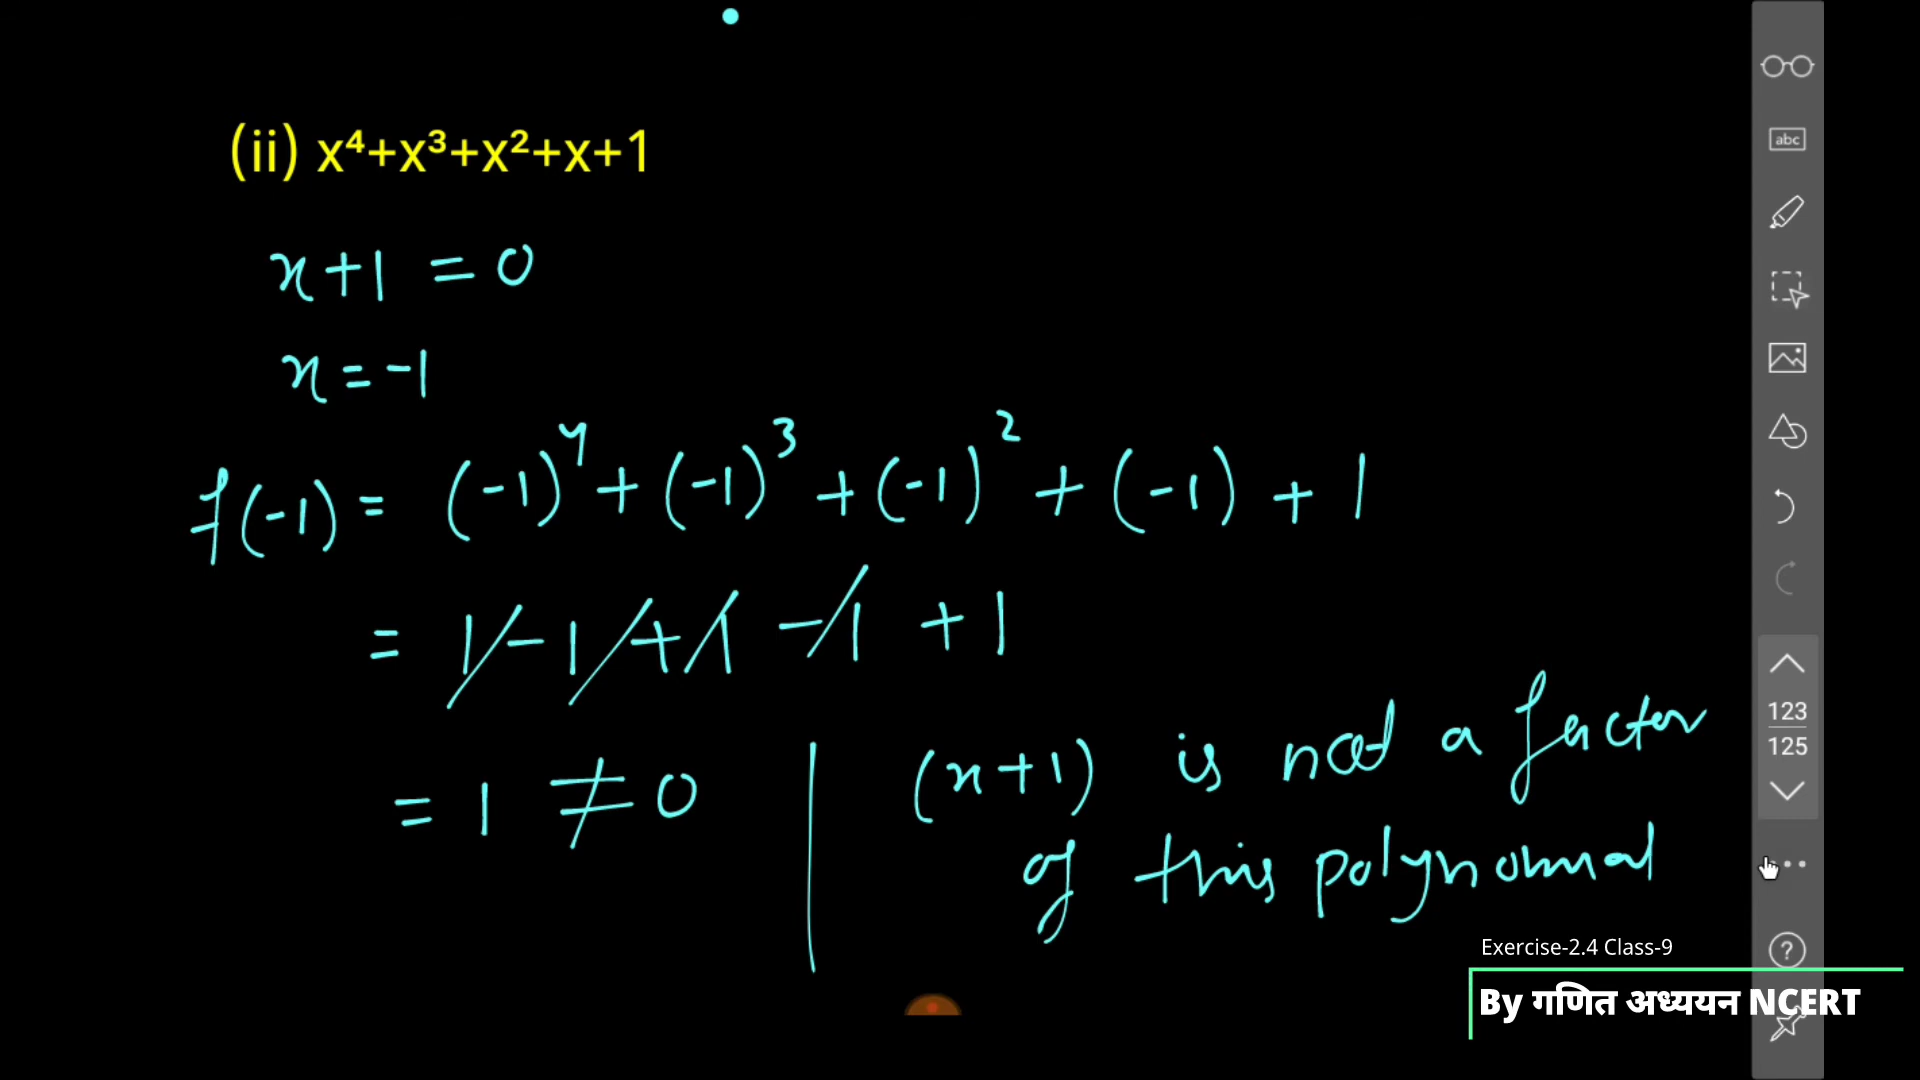 (ii) x⁴+x³+x²+x+1
x+1 = 0
x = -1
f(-1) = (-1)⁴ + (-1)³ + (-1)² + (-1) + 1
= 1 - 1 + 1 - 1 + 1
= 1 ≠ 0
(x+1) is not a factor
of this polynomial
abc
123
125
?
Exercise-2.4 Class-9
By गणित अध्ययन NCERT